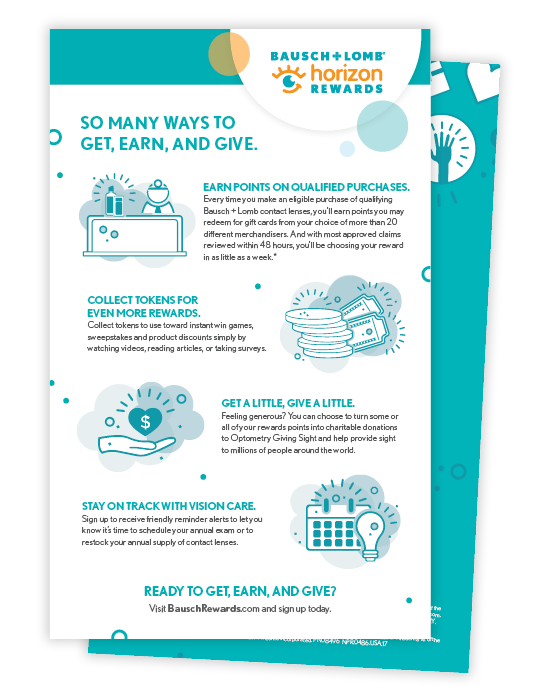 BAUSCH + LOMB®
horizon
REWARDS
SO MANY WAYS TO
GET, EARN, AND GIVE.
EARN POINTS ON QUALIFIED PURCHASES.
Every time you make an eligible purchase of qualifying
Bausch + Lomb contact lenses, you'll earn points you may
redeem for gift cards from your choice of more than 20
different merchandisers. And with most approved claims
reviewed within 48 hours, you'll be choosing your reward
in as little as a week.*
COLLECT TOKENS FOR
EVEN MORE REWARDS.
Collect tokens to use toward instant win games,
sweepstakes and product discounts simply by
watching videos, reading articles, or taking surveys.
$
GET A LITTLE, GIVE A LITTLE.
Feeling generous? You can choose to turn some or
all of your rewards points into charitable donations
to Optometry Giving Sight and help provide sight
to millions of people around the world.
STAY ON TRACK WITH VISION CARE.
Sign up to receive friendly reminder alerts to let you
know it's time to schedule your annual exam or to
restock your annual supply of contact lenses.
READY TO GET, EARN, AND GIVE?
Visit BauschRewards.com and sign up today.